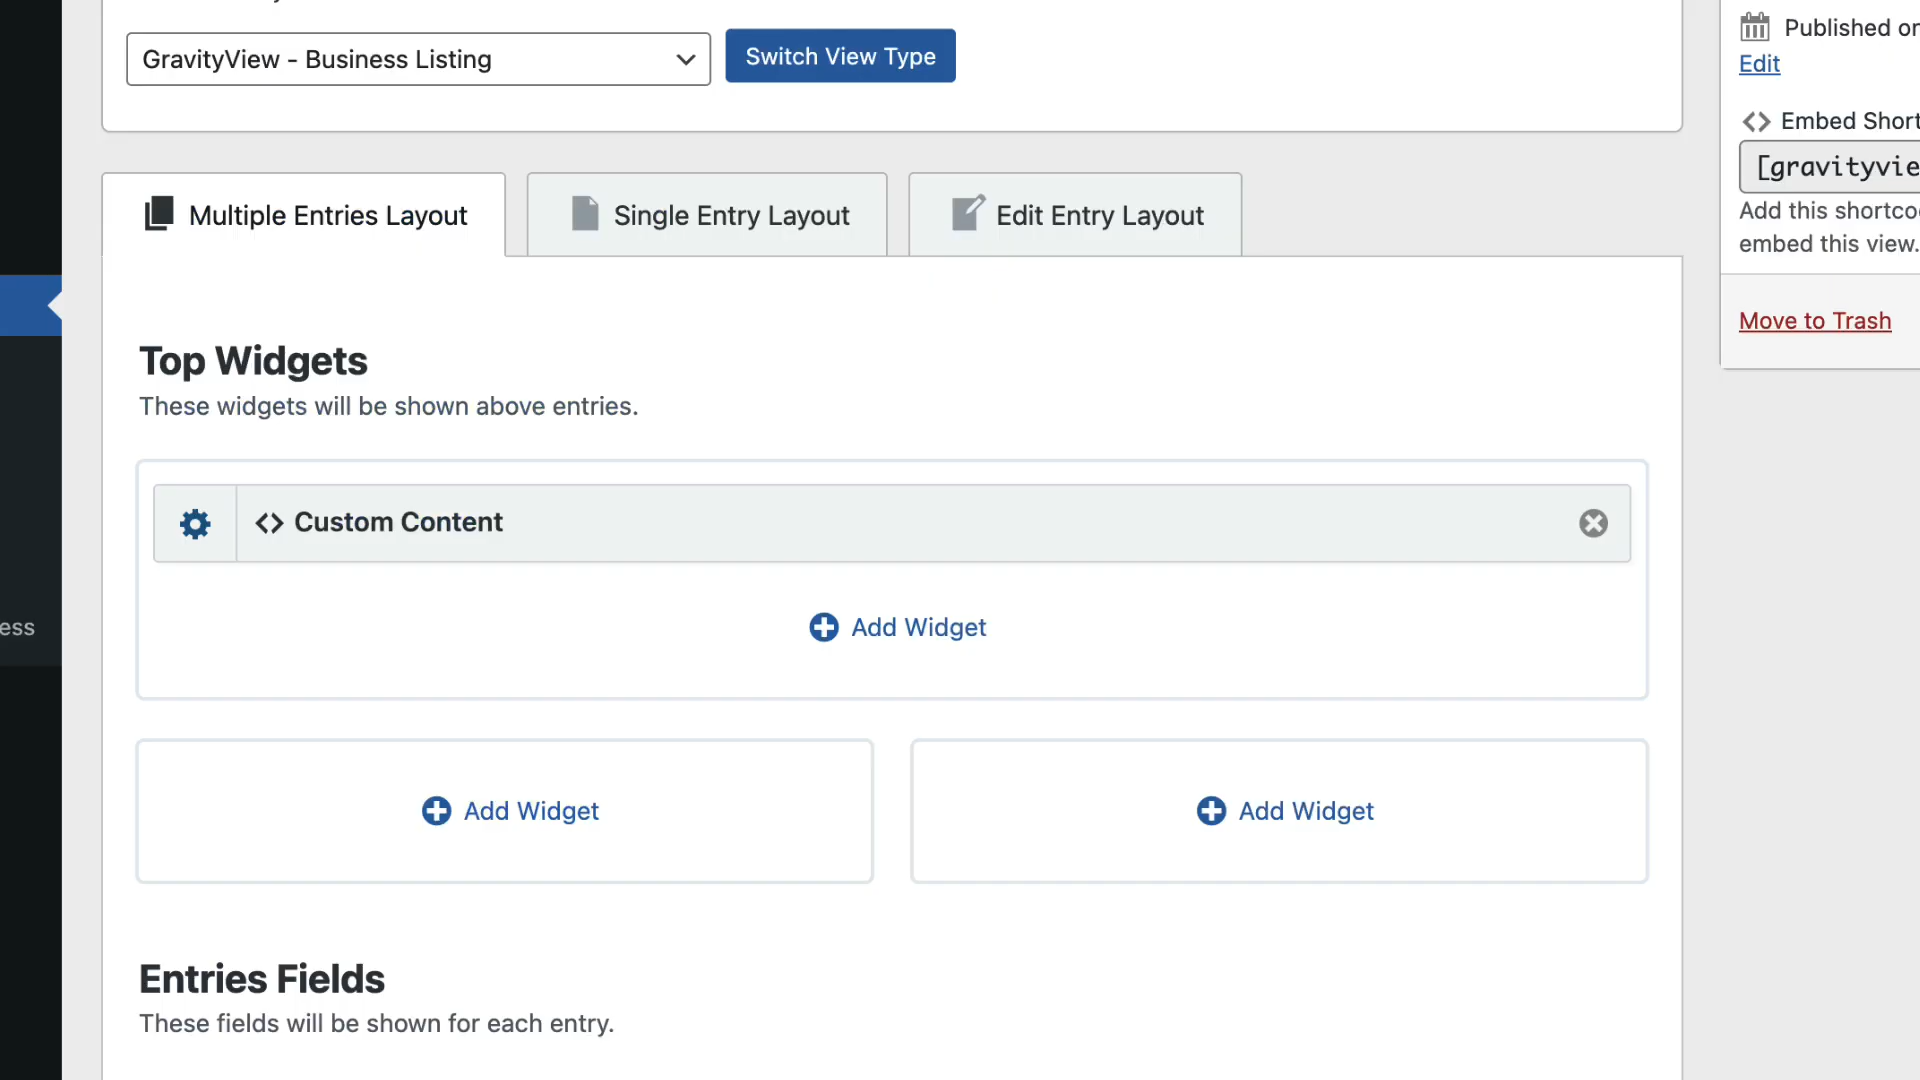 GravityView - Business Listing
Switch View Type
Multiple Entries Layout
Single Entry Layout
Edit Entry Layout
Top Widgets
These widgets will be shown above entries.
Custom Content
Add Widget
Add Widget
Add Widget
Entries Fields
These fields will be shown for each entry.
ess
Published
Edit
Embed Short
[gravityvie
Add this shortco
embed this view.
Move to Trash